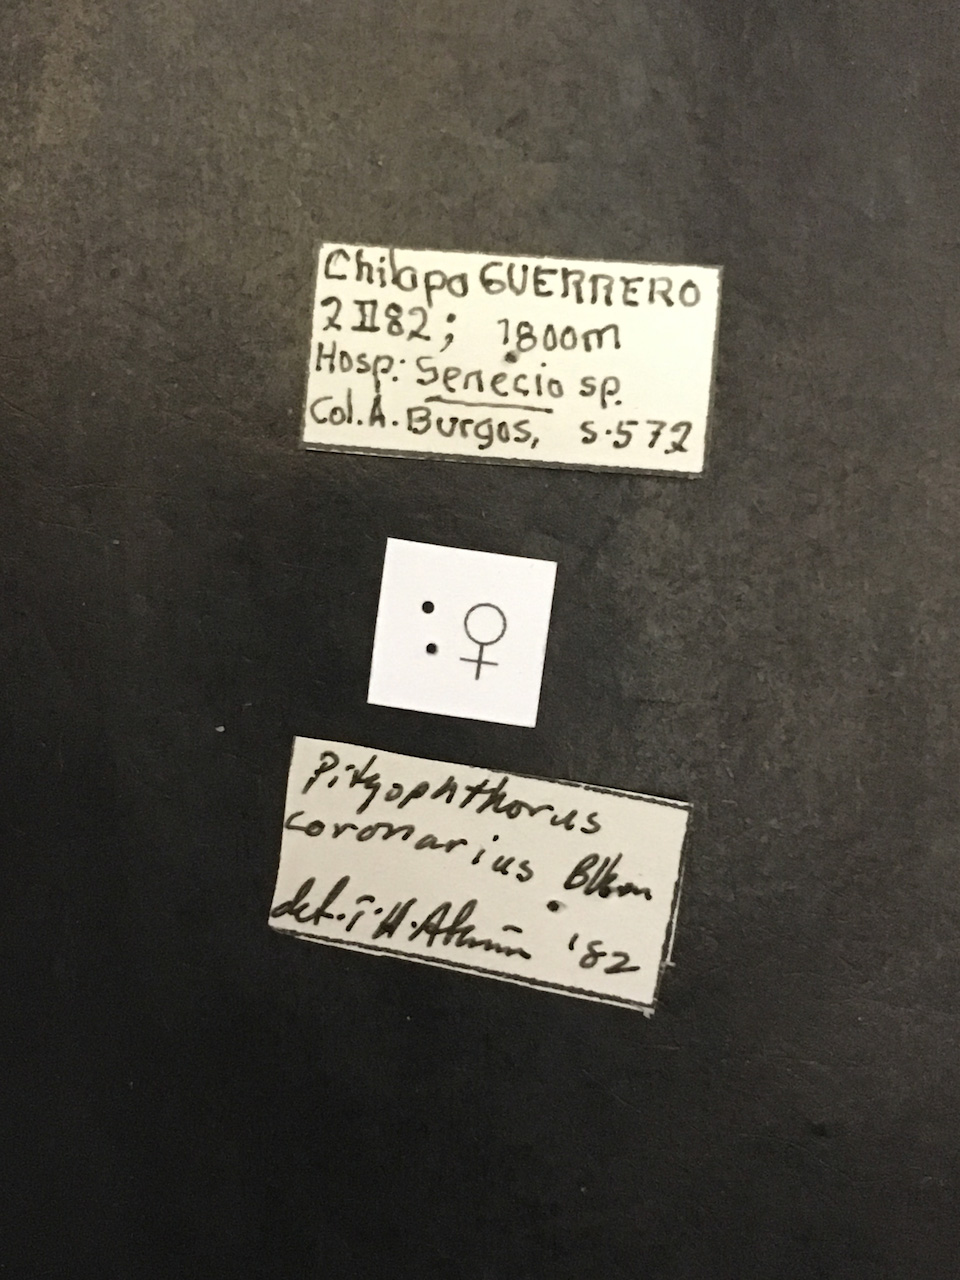 Chilapa GUERRERO
2 II 82; 1800m
Hosp: Senecio sp.
Col. A. Burgos, S-572
♀
Pityophthorus
coronarius Blkm
det. T. H. Atkinson '82